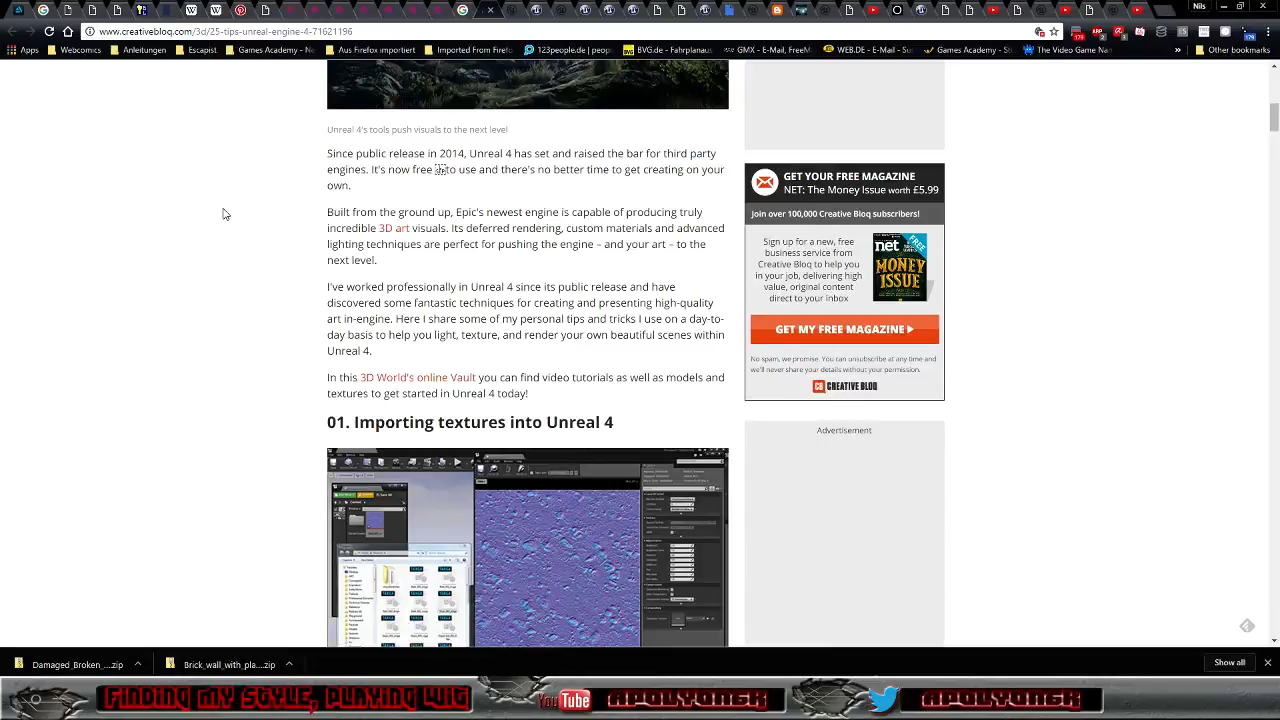 Nils
www.creativebloq.com/3d/25-tips-unreal-engine-4-71621196
Apps Webcomics Anleitungen Escapist Games Academy - Ne Aus Firefox importiert Imported From Firefo 123people.de | peop BVG.de - Fahrplanaus GMX - E-Mail, FreeM WEB.DE - E-Mail - Su Games Academy - Stu The Video Game Nar » Other bookmarks
Unreal 4's tools push visuals to the next level
Since public release in 2014, Unreal 4 has set and raised the bar for third party
engines. It's now free to use and there's no better time to get creating on your
own.
Built from the ground up, Epic's newest engine is capable of producing truly
incredible 3D art visuals. Its deferred rendering, custom materials and advanced
lighting techniques are perfect for pushing the engine – and your art – to the
next level.
I've worked professionally in Unreal 4 since its public release and have
discovered some fantastic techniques for creating and presenting high-quality
art in-engine. Here I share some of my personal tips and tricks I use on a day-to-
day basis to help you light, texture, and render your own beautiful scenes within
Unreal 4.
In this 3D World's online Vault you can find video tutorials as well as models and
textures to get started in Unreal 4 today!
01. Importing textures into Unreal 4
GET YOUR FREE MAGAZINE
NET: The Money Issue worth £5.99
Join over 100,000 Creative Bloq subscribers!
Sign up for a new, free
business service from
Creative Bloq to help you
in your job, delivering high
value, original content
direct to your inbox
net
FREE
MONEY
ISSUE
GET MY FREE MAGAZINE
No spam, we promise. You can unsubscribe at any time and
we'll never share your details without your permission.
CB CREATIVE BLOQ
Advertisement
Damaged_Broken_....zip Brick_wall_with_pla....zip Show all
FINDING MY STYLE, PLAYING WIT YouTube APOLYONEK APOLYONEK